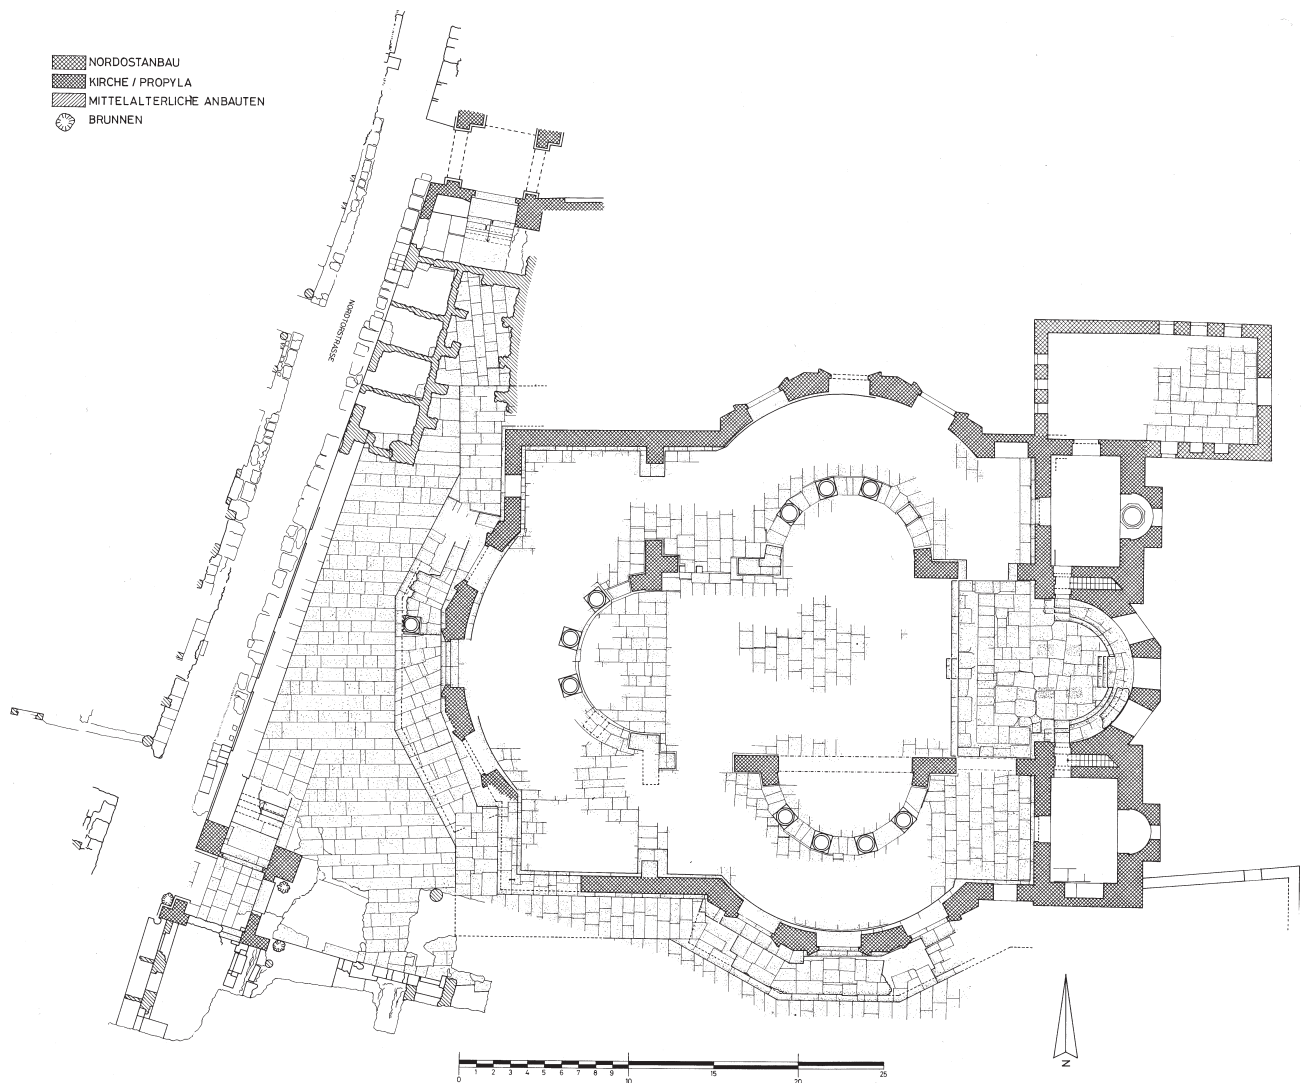 NORDOSTANBAU
KIRCHE / PROPYLA
MITTELALTERLICHE ANBAUTEN
BRUNNEN
NORDTORSTRASSE
N
0 1 2 3 4 5 6 7 8 9 10 15 20 25